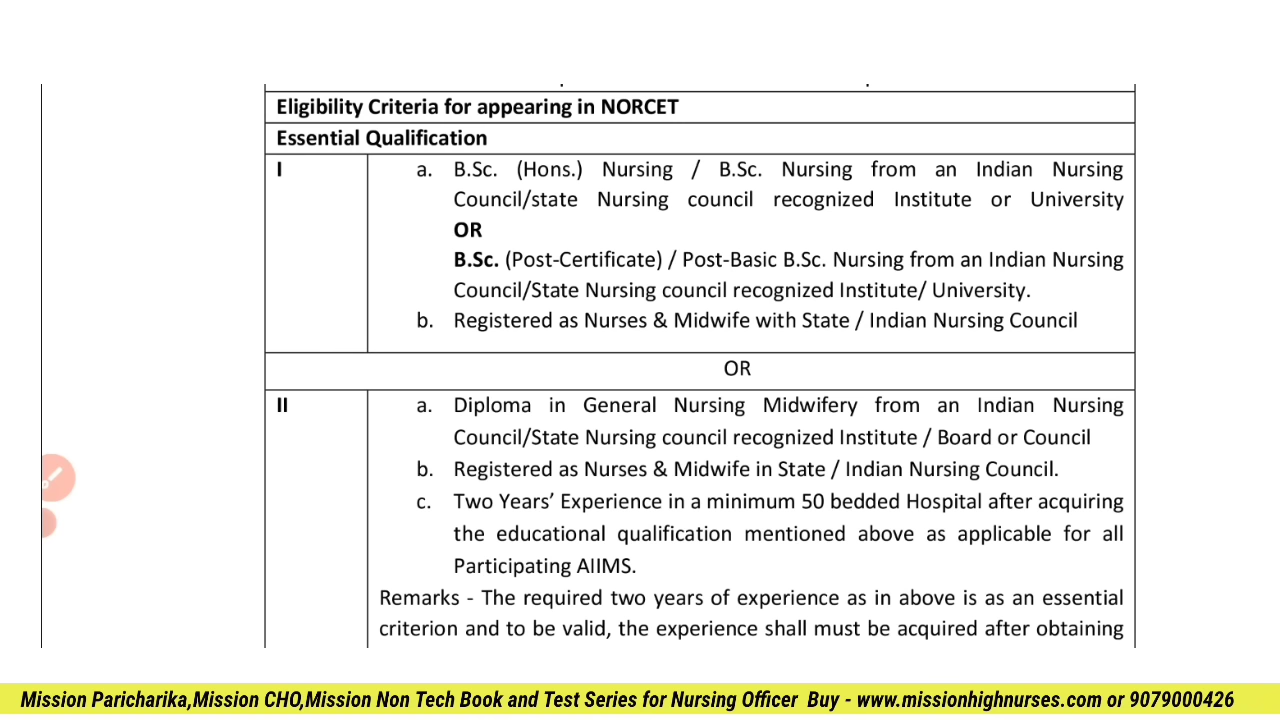 Eligibility Criteria for appearing in NORCET
Essential Qualification
I
a. B.Sc. (Hons.) Nursing / B.Sc. Nursing from an Indian Nursing
Council/state Nursing council recognized Institute or University
OR
B.Sc. (Post-Certificate) / Post-Basic B.Sc. Nursing from an Indian Nursing
Council/State Nursing council recognized Institute/ University.
b. Registered as Nurses & Midwife with State / Indian Nursing Council
OR
II
a. Diploma in General Nursing Midwifery from an Indian Nursing
Council/State Nursing council recognized Institute / Board or Council
b. Registered as Nurses & Midwife in State / Indian Nursing Council.
c. Two Years’ Experience in a minimum 50 bedded Hospital after acquiring
the educational qualification mentioned above as applicable for all
Participating AIIMS.
Remarks - The required two years of experience as in above is as an essential
criterion and to be valid, the experience shall must be acquired after obtaining
Mission Paricharika,Mission CHO,Mission Non Tech Book and Test Series for Nursing Officer Buy - www.missionhighnurses.com or 9079000426